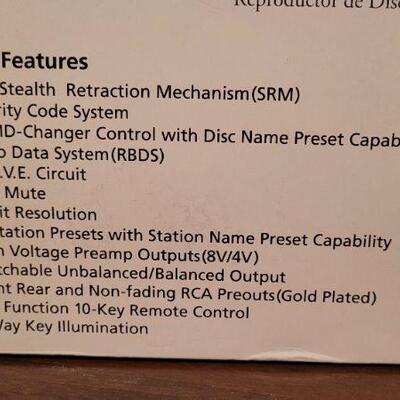 Reproductor de Disc
Features
Stealth Retraction Mechanism(SRM)
rity Code System
MD-Changer Control with Disc Name Preset Capab
o Data System(RBDS)
.V.E. Circuit
Mute
it Resolution
tation Presets with Station Name Preset Capability
n Voltage Preamp Outputs(8V/4V)
tchable Unbalanced/Balanced Output
nt Rear and Non-fading RCA Preouts(Gold Plated)
Function 10-Key Remote Control
Way Key Illumination